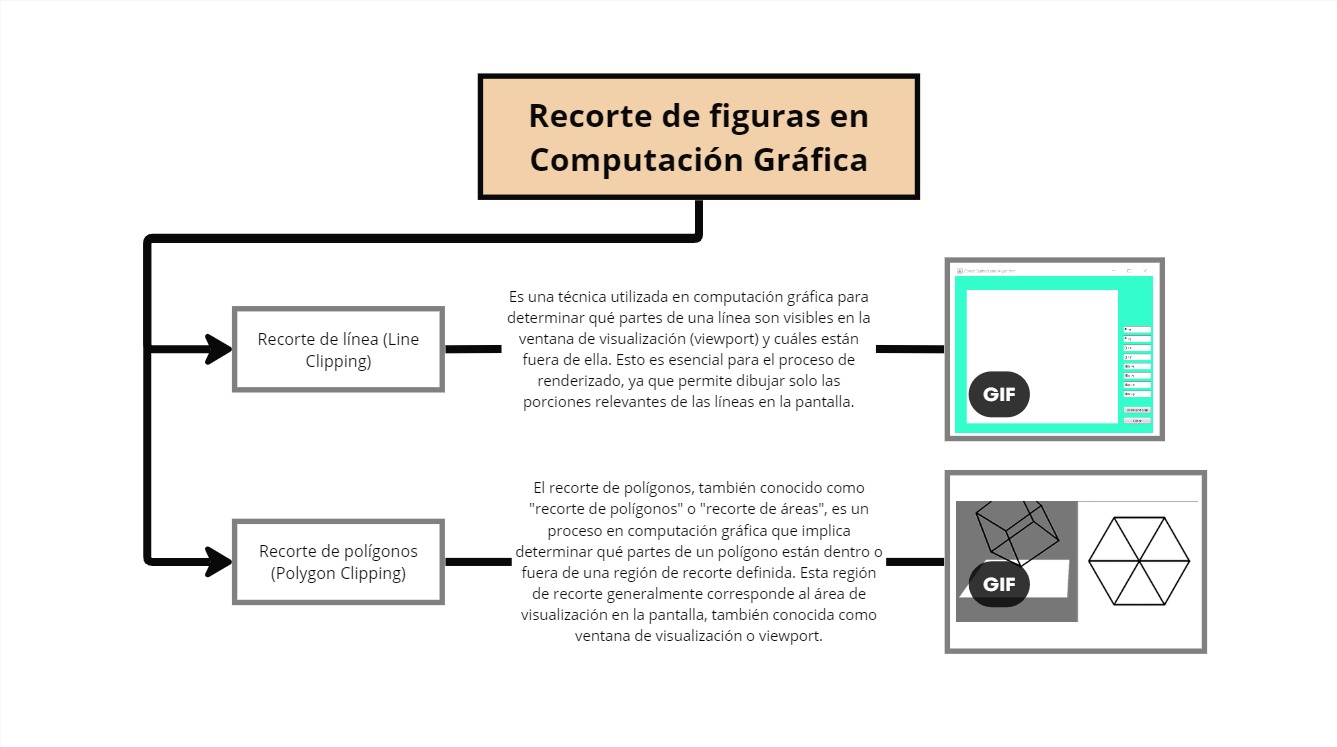 Recorte de figuras en
Computación Gráfica
Recorte de línea (Line
Clipping)
Es una técnica utilizada en computación gráfica para
determinar qué partes de una línea son visibles en la
ventana de visualización (viewport) y cuáles están
fuera de ella. Esto es esencial para el proceso de
renderizado, ya que permite dibujar solo las
porciones relevantes de las líneas en la pantalla.
GIF
Recorte de polígonos
(Polygon Clipping)
El recorte de polígonos, también conocido como
"recorte de polígonos" o "recorte de áreas", es un
proceso en computación gráfica que implica
determinar qué partes de un polígono están dentro o
fuera de una región de recorte definida. Esta región
de recorte generalmente corresponde al área de
visualización en la pantalla, también conocida como
ventana de visualización o viewport.
GIF